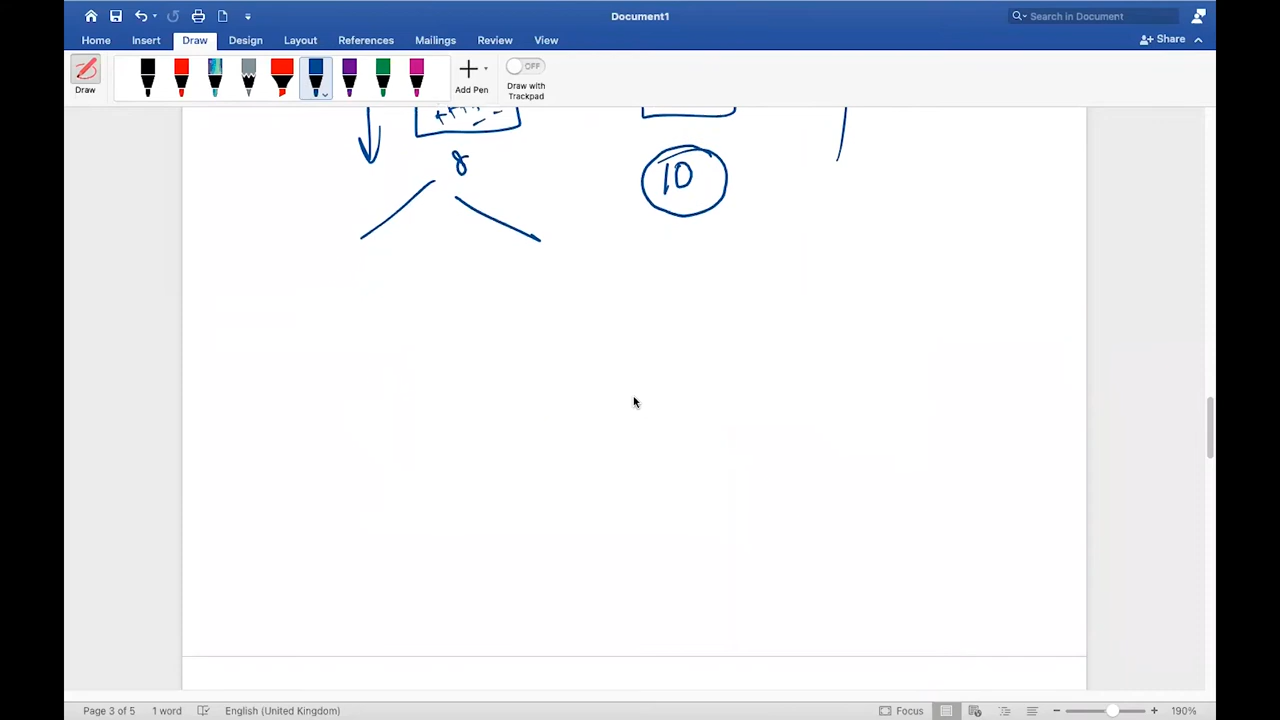 Document1
Search in Document
Home Insert Draw Design Layout References Mailings Review View
Share
Draw
Add Pen
OFF
Draw with
Trackpad
+ + + -
- -
8
10
Page 3 of 5 1 word English (United Kingdom) Focus 190%